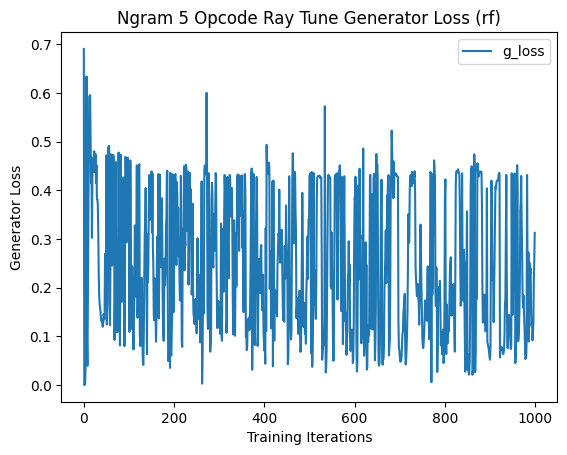 Ngram 5 Opcode Ray Tune Generator Loss (rf)
g_loss
Generator Loss
0.7
0.6
0.5
0.4
0.3
0.2
0.1
0.0
0 200 400 600 800 1000
Training Iterations